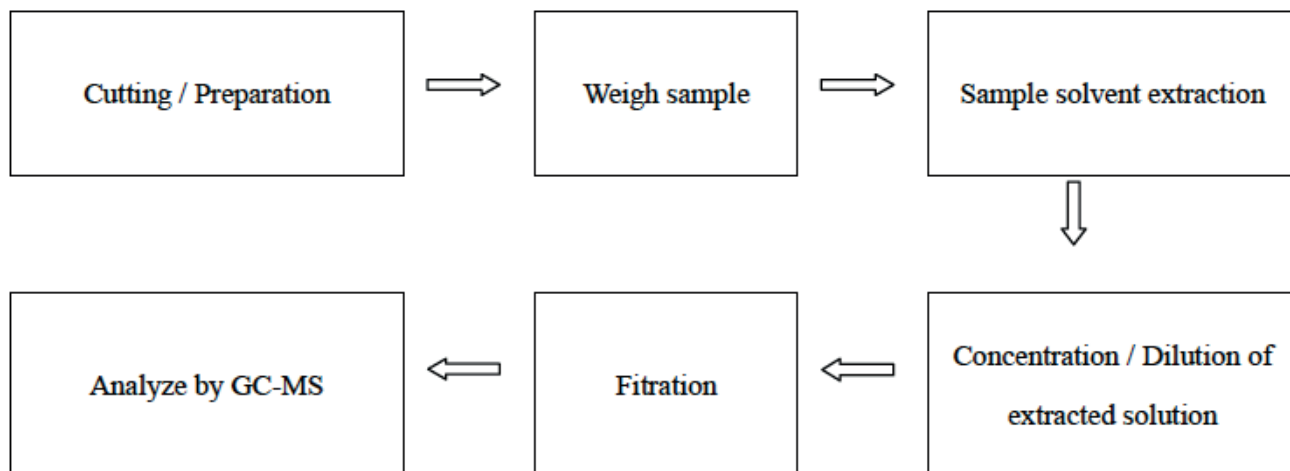 Cutting / Preparation
Weigh sample
Sample solvent extraction
Concentration / Dilution of
extracted solution
Fitration
Analyze by GC-MS